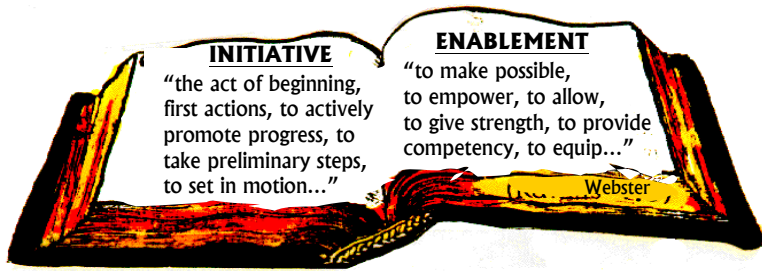 INITIATIVE
“the act of beginning,
first actions, to actively
promote progress, to
take preliminary steps,
to set in motion...”
ENABLEMENT
“to make possible,
to empower, to allow,
to give strength, to provide
competency, to equip...”
Webster